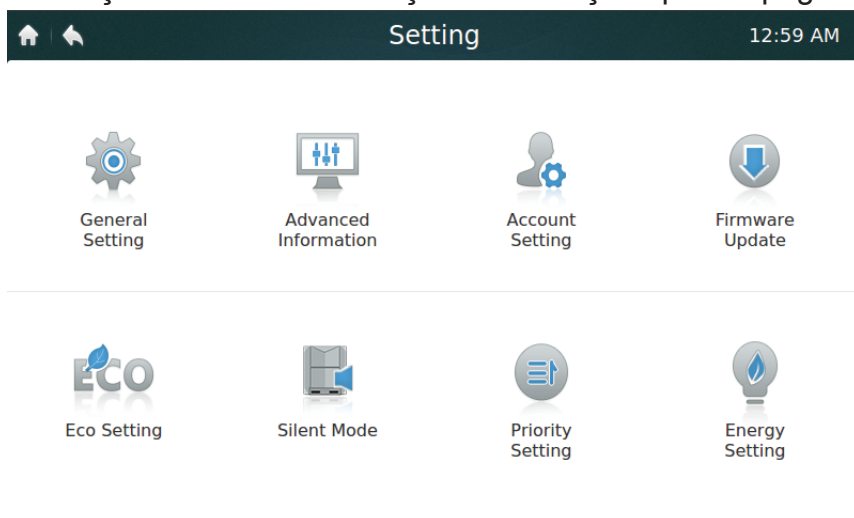 Setting
12:59 AM
General
Setting
Advanced
Information
Account
Setting
Firmware
Update
ECO
Eco Setting
Silent Mode
Priority
Setting
Energy
Setting